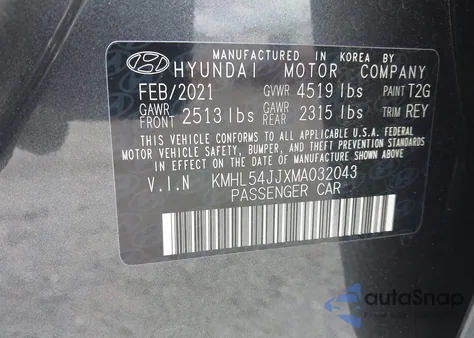 MANUFACTURED IN KOREA BY
HYUNDAI MOTOR COMPANY
FEB/2021 GVWR 4519 lbs PAINT T2G
GAWR FRONT 2513 lbs GAWR REAR 2315 lbs TRIM REY
THIS VEHICLE CONFORMS TO ALL APPLICABLE U.S.A. FEDERAL
MOTOR VEHICLE SAFETY, BUMPER, AND THEFT PREVENTION STANDARDS
IN EFFECT ON THE DATE OF MANUFACTURE SHOWN ABOVE.
V.I.N KMHL54JJXMA032043
PASSENGER CAR
autoSnap